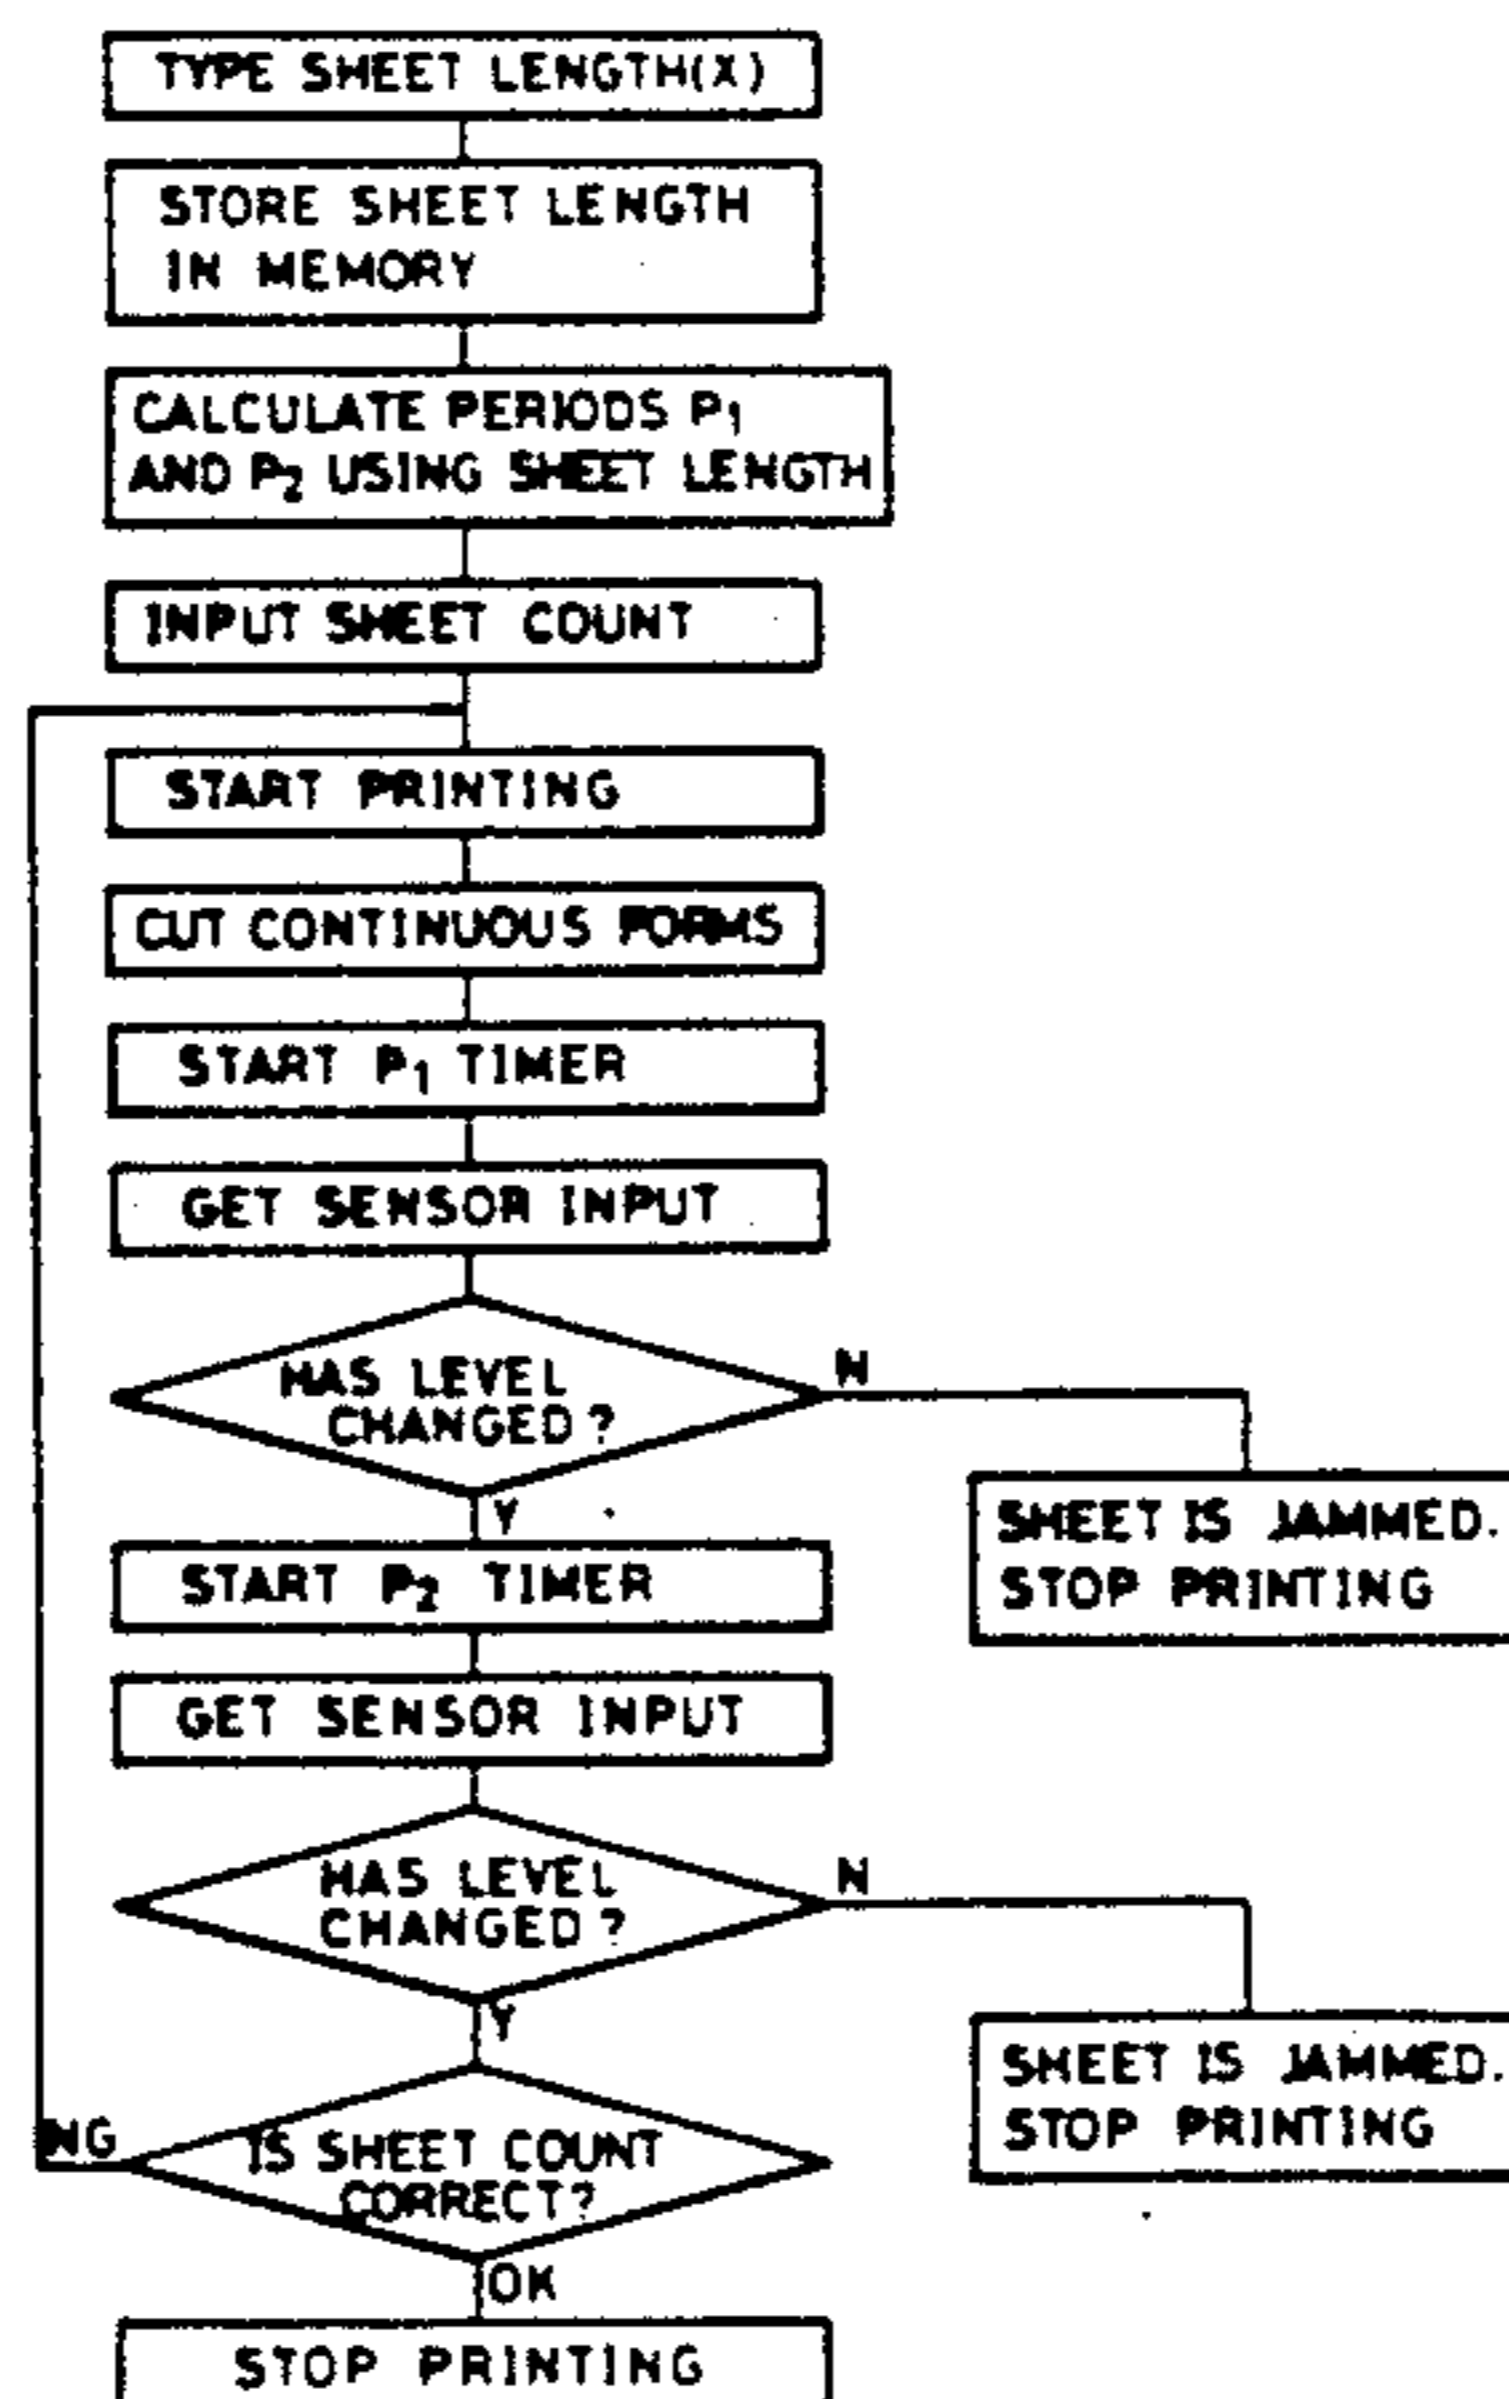 TYPE SHEET LENGTH(X)
STORE SHEET LENGTH
IN MEMORY
CALCULATE PERIODS P1
AND P2 USING SHEET LENGTH
INPUT SHEET COUNT
START PRINTING
CUT CONTINUOUS FORMS
START P1 TIMER
GET SENSOR INPUT
HAS LEVEL
CHANGED?
N
SHEET IS JAMMED.
STOP PRINTING
Y
START P2 TIMER
GET SENSOR INPUT
HAS LEVEL
CHANGED?
N
SHEET IS JAMMED.
STOP PRINTING
Y
IS SHEET COUNT
CORRECT?
NG
OK
STOP PRINTING